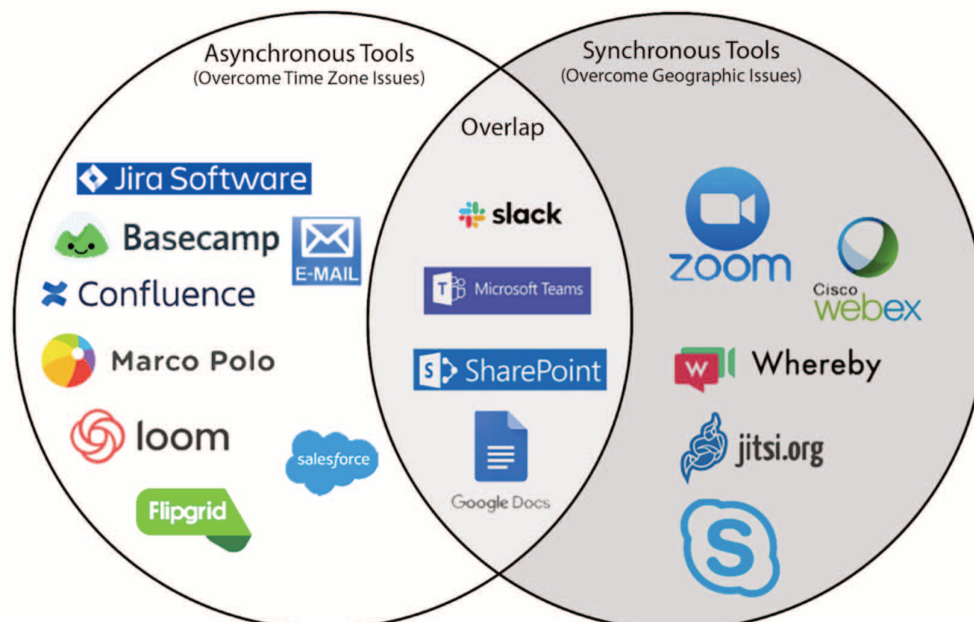 Asynchronous Tools
(Overcome Time Zone Issues)
Synchronous Tools
(Overcome Geographic Issues)
Overlap
Jira Software
Basecamp
E-MAIL
Confluence
Marco Polo
loom
salesforce
Flipgrid
slack
T
Microsoft Teams
S
SharePoint
Google Docs
zoom
Cisco
webex
W
Whereby
jitsi.org
S